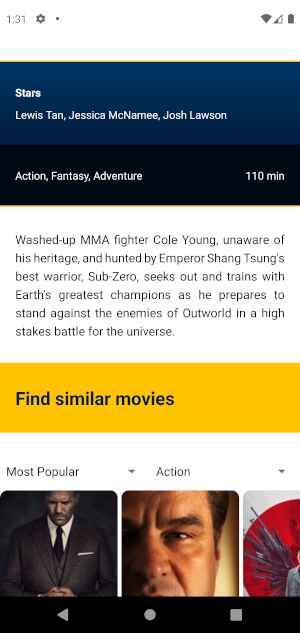 1:31
Stars
Lewis Tan, Jessica McNamee, Josh Lawson
Action, Fantasy, Adventure 110 min
Washed-up MMA fighter Cole Young, unaware of
his heritage, and hunted by Emperor Shang Tsung's
best warrior, Sub-Zero, seeks out and trains with
Earth's greatest champions as he prepares to
stand against the enemies of Outworld in a high
stakes battle for the universe.
Find similar movies
Most Popular Action